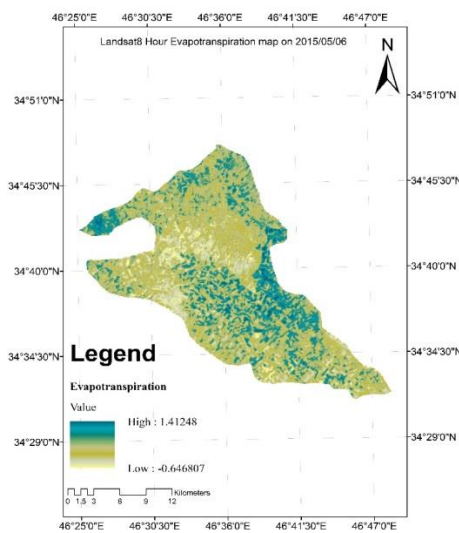 46°25'0"E 46°30'30"E 46°36'0"E 46°41'30"E 46°47'0"E
Landsat8 Hour Evapotranspiration map on 2015/05/06
N
34°51'0"N 34°51'0"N
34°45'30"N 34°45'30"N
34°40'0"N 34°40'0"N
34°34'30"N 34°34'30"N
Legend
Evapotranspiration
Value
High : 1.41248
34°29'0"N 34°29'0"N
Low : -0.646807
Kilometers
0 1.5 3 6 9 12
46°25'0"E 46°30'30"E 46°36'0"E 46°41'30"E 46°47'0"E